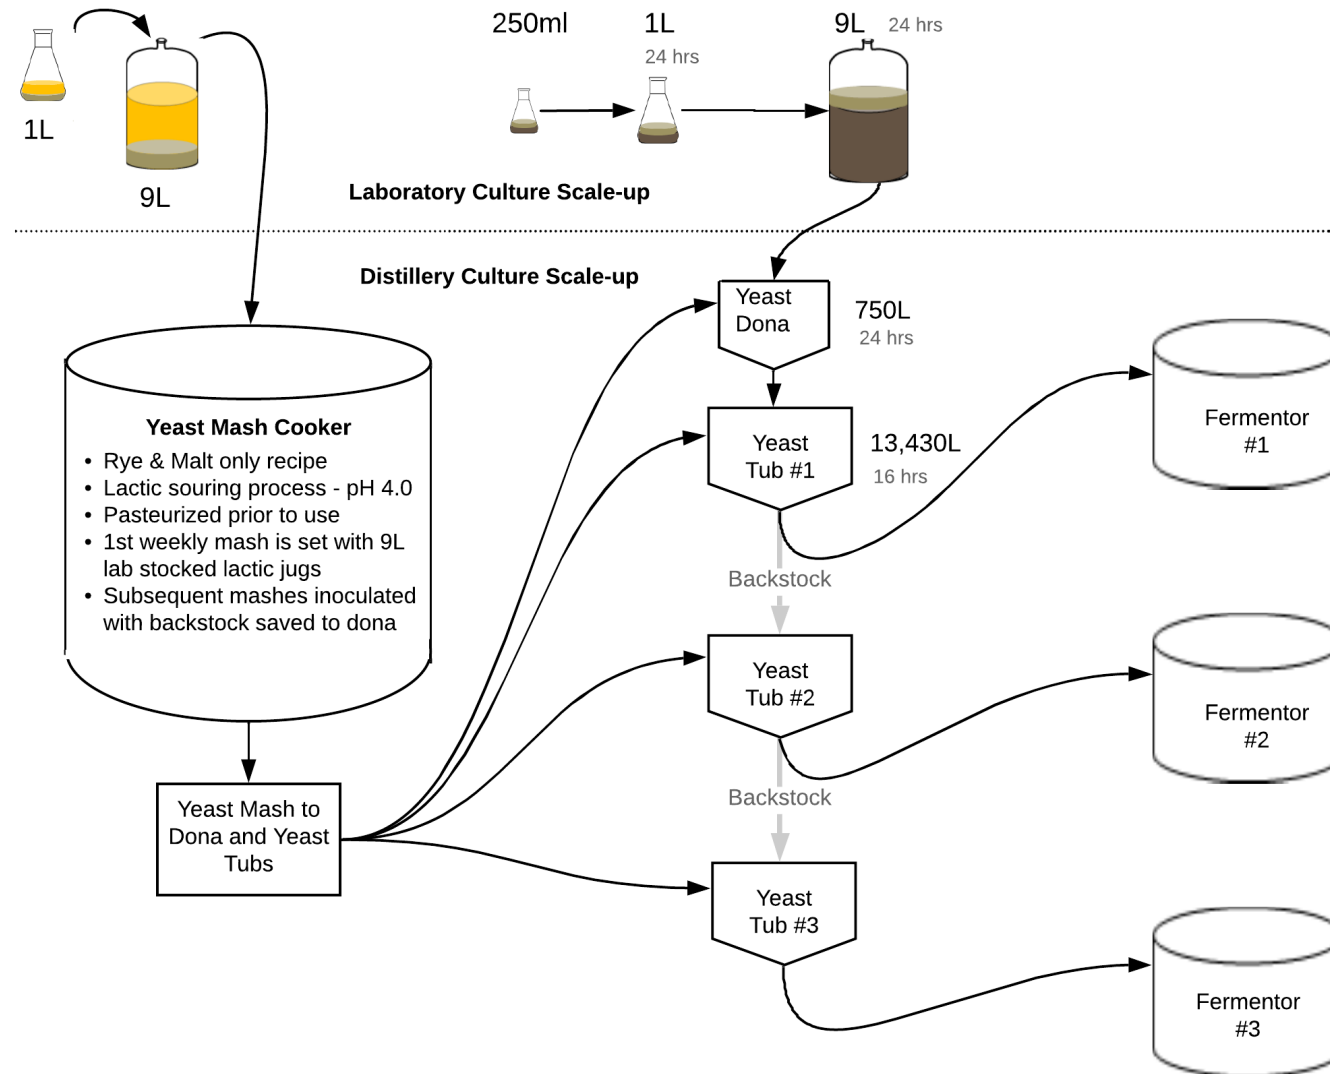 250ml
1L
24 hrs
9L 24 hrs
1L
9L
Laboratory Culture Scale-up
Distillery Culture Scale-up
Yeast
Dona
750L
24 hrs
Yeast Mash Cooker
• Rye & Malt only recipe
• Lactic souring process - pH 4.0
• Pasteurized prior to use
• 1st weekly mash is set with 9L
lab stocked lactic jugs
• Subsequent mashes inoculated
with backstock saved to dona
Yeast
Tub #1
13,430L
16 hrs
Fermentor
#1
Backstock
Yeast
Tub #2
Fermentor
#2
Backstock
Yeast Mash to
Dona and Yeast
Tubs
Yeast
Tub #3
Fermentor
#3